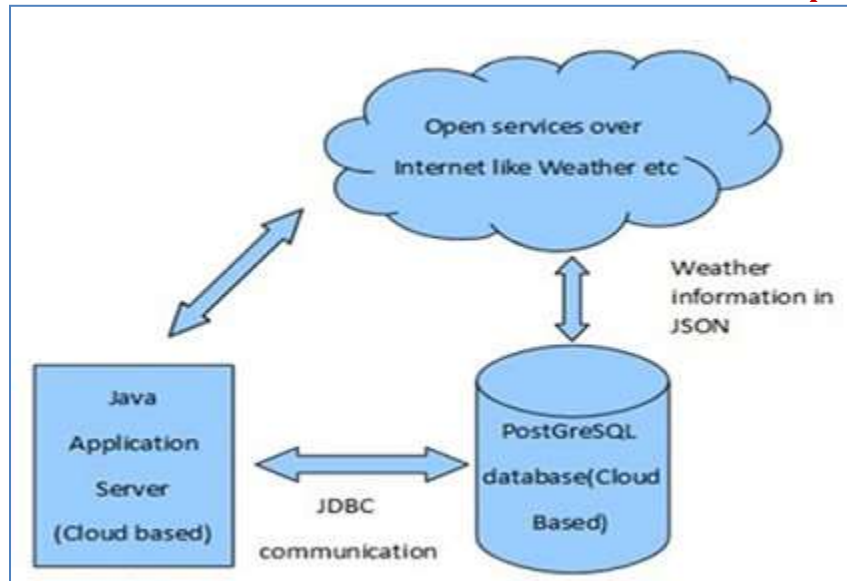 Open services over
Internet like Weather etc
Weather
information in
JSON
Java
Application
Server
(Cloud based)
JDBC
communication
PostGreSQL
database(Cloud
Based)